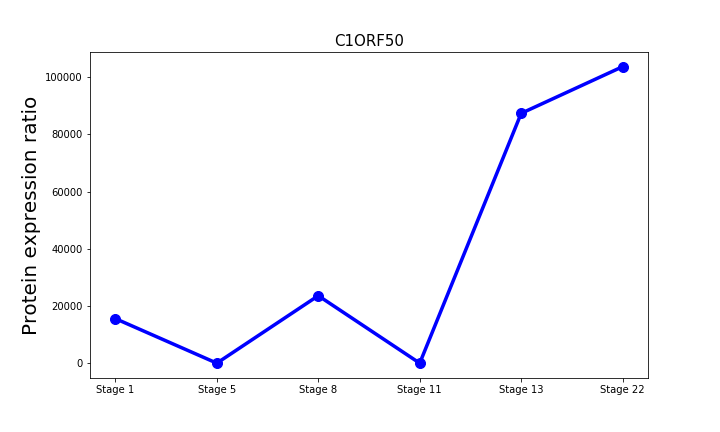 C1ORF50
Protein expression ratio
100000
80000
60000
40000
20000
0
Stage 1 Stage 5 Stage 8 Stage 11 Stage 13 Stage 22